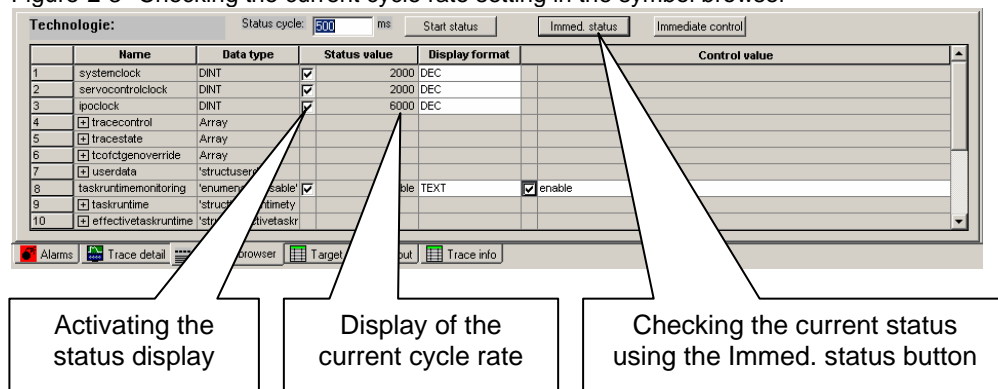 Figure 2-3 Checking the current cycle rate setting in the symbol browser
Technologie: Status cycle: 500 ms Start status Immed. status Immediate control
Name Data type Status value Display format Control value
1 systemclock DINT 2000 DEC
2 servocontrolclock DINT 2000 DEC
3 ipoclock DINT 6000 DEC
4 tracecontrol Array
5 tracestate Array
6 tcofctgenoverride Array
7 userdata
8 taskruntimemonitoring TEXT enable
9 taskruntime
10 effectivetaskruntime
Alarms Trace detail browser Target Trace info
Activating the
status display
Display of the
current cycle rate
Checking the current status
using the Immed. status button